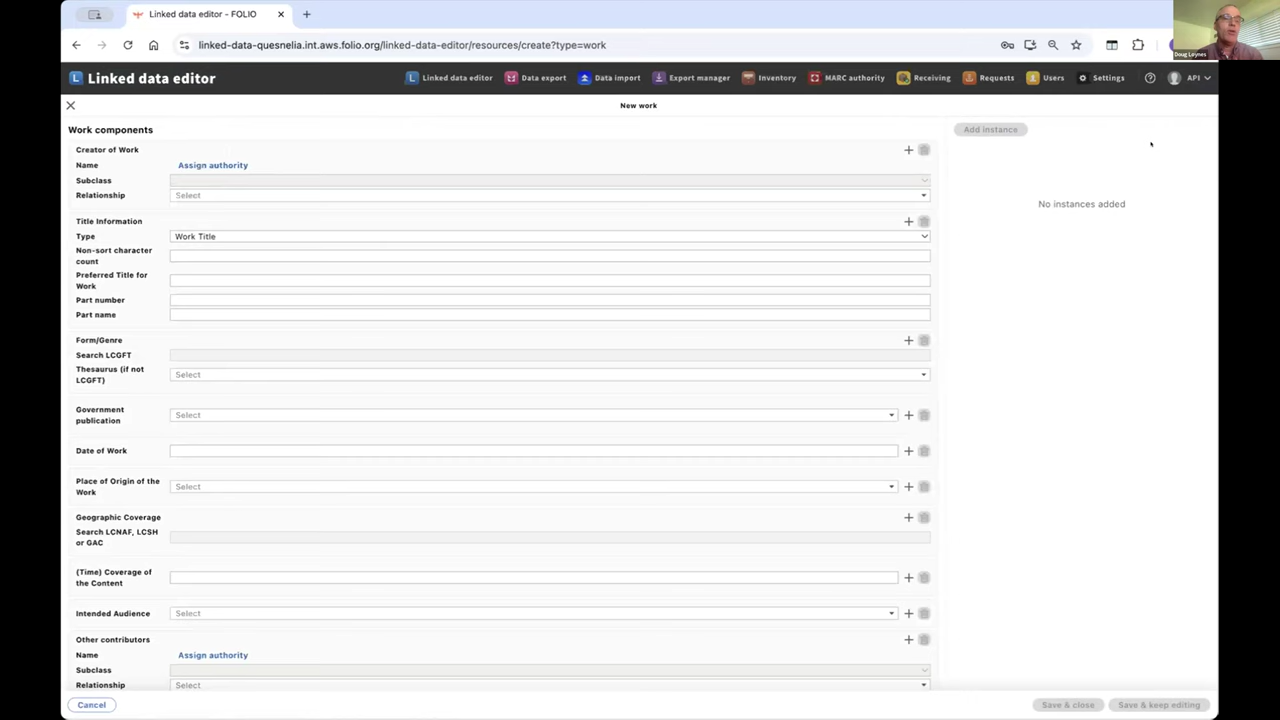 Linked data editor - FOLIO
linked-data-quesnelia.int.aws.folio.org/linked-data-editor/resources/create?type=work
Doug Loynes
Linked data editor
Linked data editor
Data export
Data import
Export manager
Inventory
MARC authority
Receiving
Requests
Users
Settings
API
New work
Work components
Add instance
Creator of Work
Name Assign authority
Subclass
Relationship Select
No instances added
Title Information
Type Work Title
Non-sort character
count
Preferred Title for
Work
Part number
Part name
Form/Genre
Search LCGFT
Thesaurus (if not
LCGFT)
Select
Government
publication
Select
Date of Work
Place of Origin of the
Work
Select
Geographic Coverage
Search LCNAF, LCSH
or GAC
(Time) Coverage of
the Content
Intended Audience Select
Other contributors
Name Assign authority
Subclass
Relationship Select
Cancel
Save & close
Save & keep editing